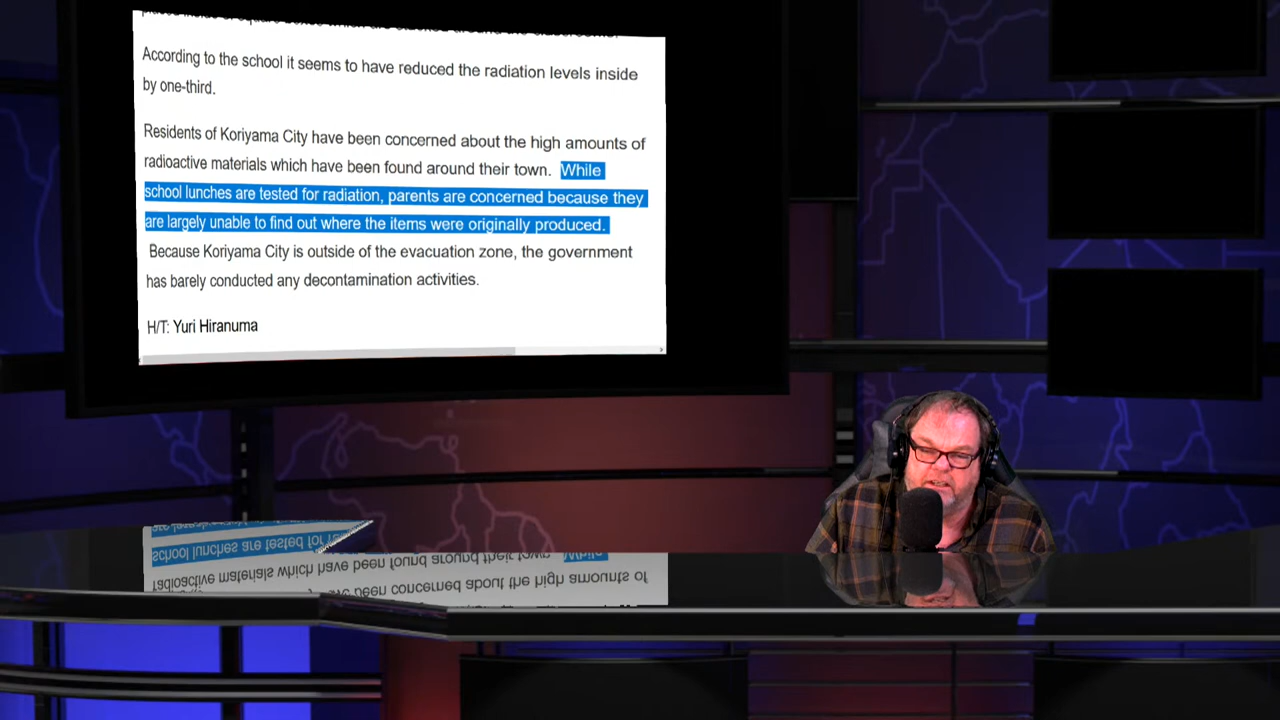 According to the school it seems to have reduced the radiation levels inside
by one-third.
Residents of Koriyama City have been concerned about the high amounts of
radioactive materials which have been found around their town. While
school lunches are tested for radiation, parents are concerned because they
are largely unable to find out where the items were originally produced.
Because Koriyama City is outside of the evacuation zone, the government
has barely conducted any decontamination activities.
H/T: Yuri Hiranuma